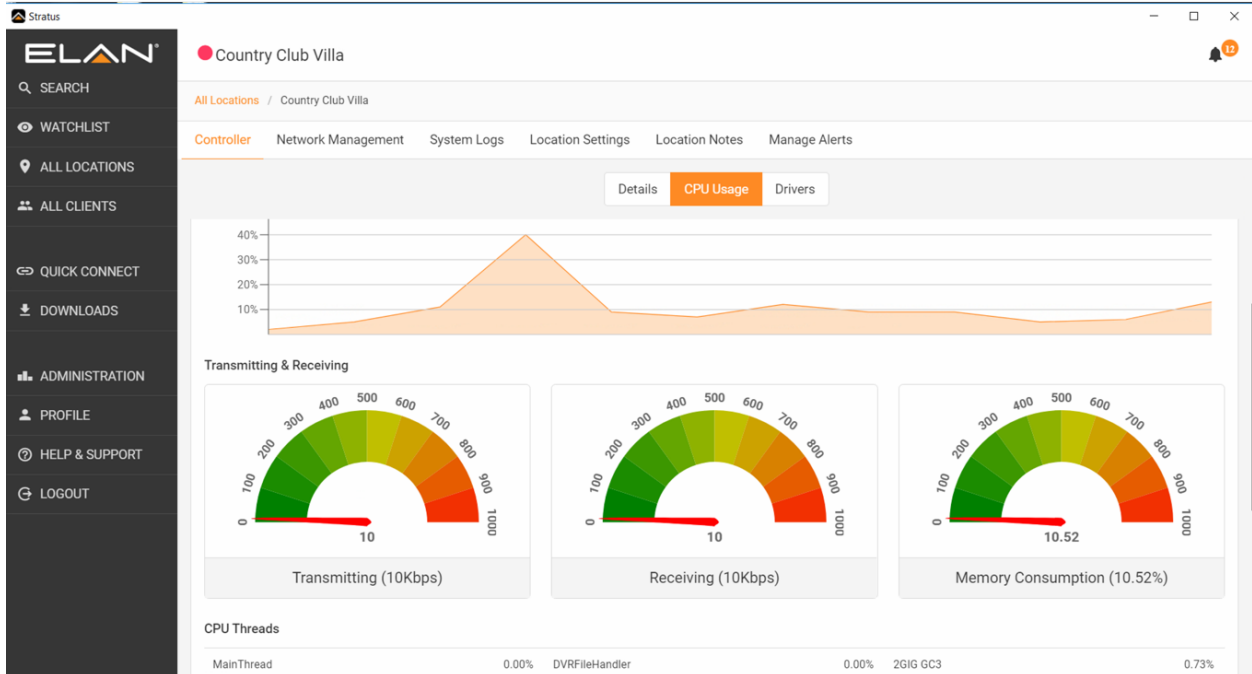 Stratus
ELAN
SEARCH
WATCHLIST
ALL LOCATIONS
ALL CLIENTS
QUICK CONNECT
DOWNLOADS
ADMINISTRATION
PROFILE
HELP & SUPPORT
LOGOUT
Country Club Villa
12
All Locations / Country Club Villa
Controller Network Management System Logs Location Settings Location Notes Manage Alerts
Details CPU Usage Drivers
40%
30%
20%
10%
Transmitting & Receiving
0 100 200 300 400 500 600 700 800 900 1000
10
Transmitting (10Kbps)
0 100 200 300 400 500 600 700 800 900 1000
10
Receiving (10Kbps)
0 100 200 300 400 500 600 700 800 900 1000
10.52
Memory Consumption (10.52%)
CPU Threads
MainThread 0.00% DVRFileHandler 0.00% 2GIG GC3 0.73%